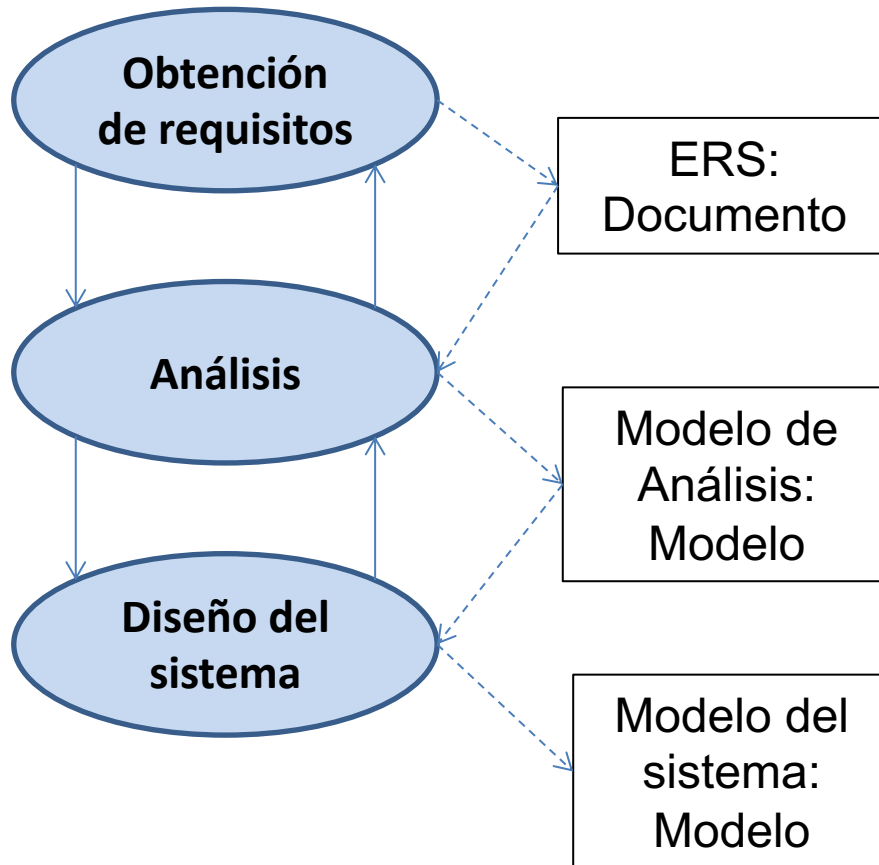 Obtención
de requisitos
ERS:
Documento
Análisis
Modelo de
Análisis:
Modelo
Diseño del
sistema
Modelo del
sistema:
Modelo